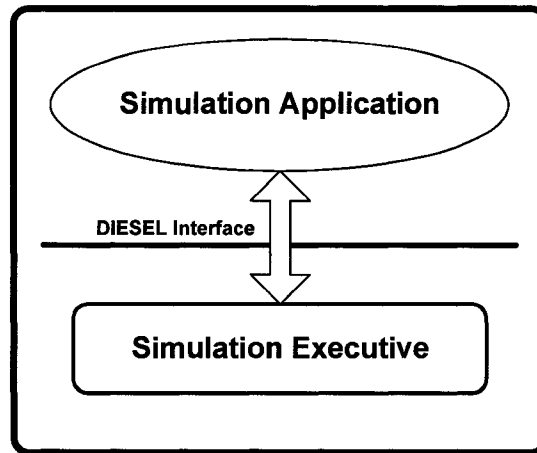 Simulation Application
DIESEL Interface
Simulation Executive